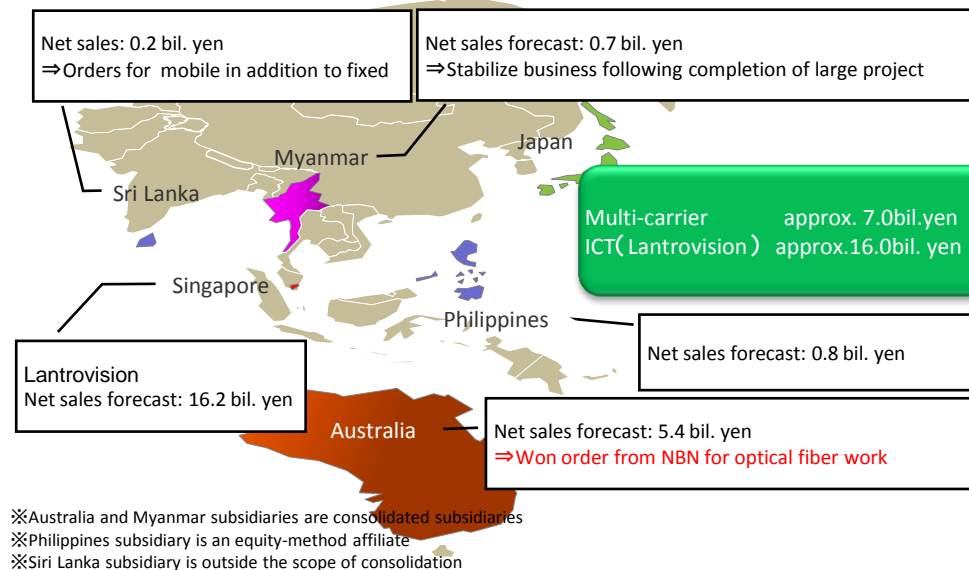 Net sales: 0.2 bil. yen
⇒Orders for mobile in addition to fixed
Net sales forecast: 0.7 bil. yen
⇒Stabilize business following completion of large project
Japan
Myanmar
Sri Lanka
Multi-carrier approx. 7.0bil.yen
ICT(Lantrovision) approx.16.0bil. yen
Singapore
Philippines
Net sales forecast: 0.8 bil. yen
Lantrovision
Net sales forecast: 16.2 bil. yen
Australia
Net sales forecast: 5.4 bil. yen
⇒Won order from NBN for optical fiber work
※Australia and Myanmar subsidiaries are consolidated subsidiaries
※Philippines subsidiary is an equity-method affiliate
※Siri Lanka subsidiary is outside the scope of consolidation